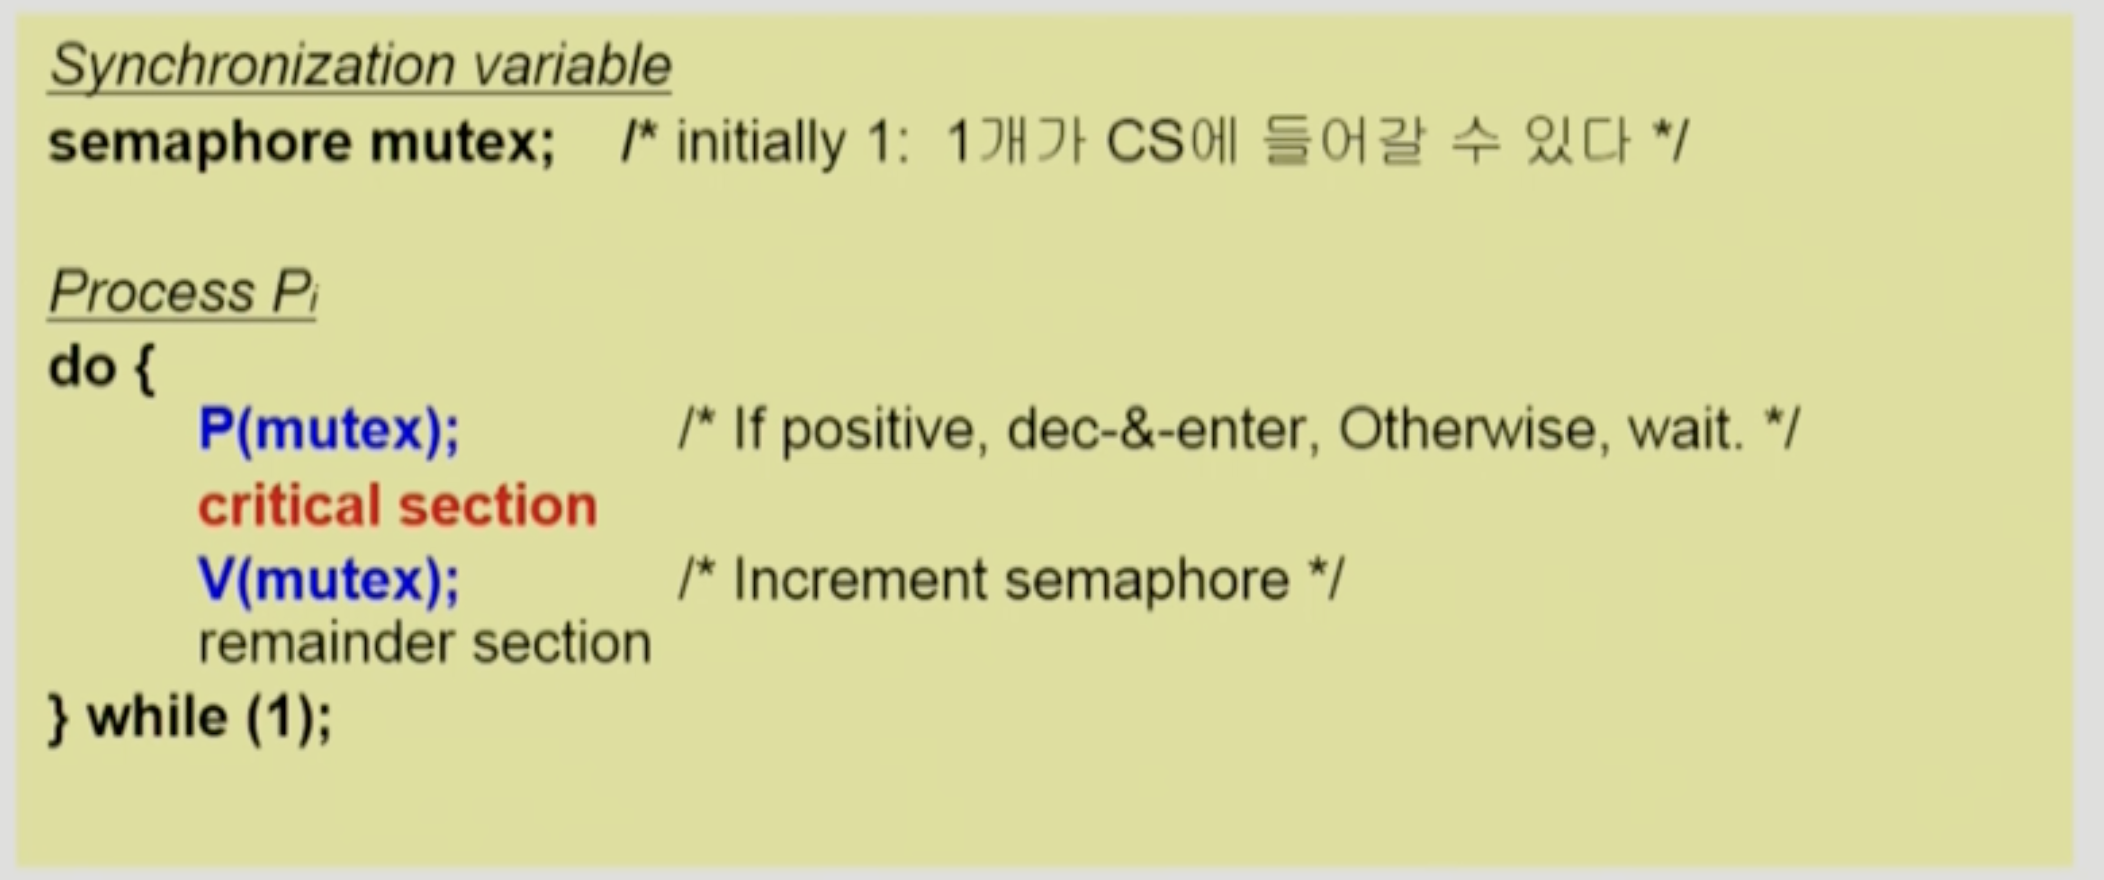 Synchronization variable
semaphore mutex; /* initially 1: 1개가 CS에 들어갈 수 있다 */
Process Pi
do {
P(mutex); /* If positive, dec-&-enter, Otherwise, wait. */
critical section
V(mutex); /* Increment semaphore */
remainder section
} while (1);